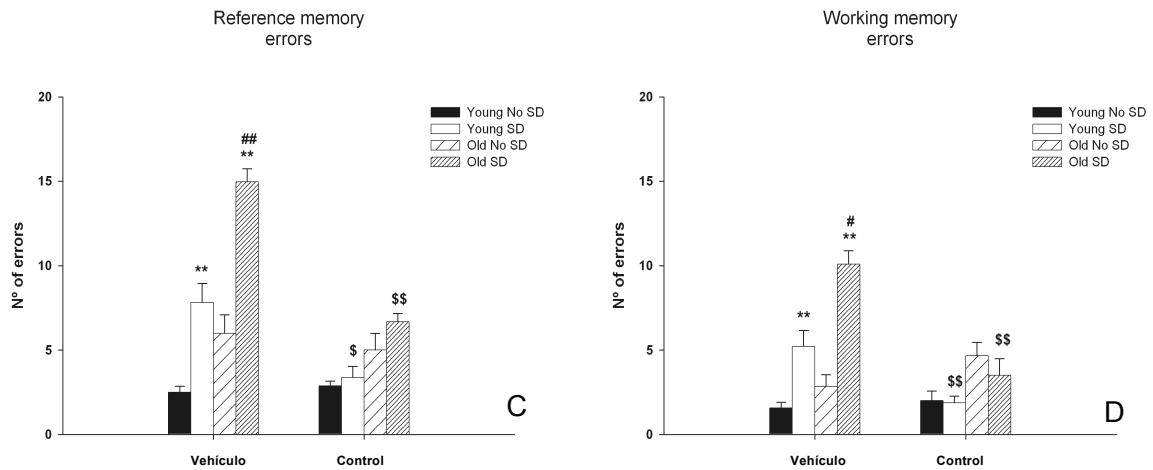 Reference memory
errors
Nº of errors
20
15
10
5
0
Young No SD
Young SD
Old No SD
Old SD
##
**
**
$$
$
Vehículo
Control
C
Working memory
errors
Nº of errors
20
15
10
5
0
Young No SD
Young SD
Old No SD
Old SD
#
**
**
$$
$$
Vehículo
Control
D